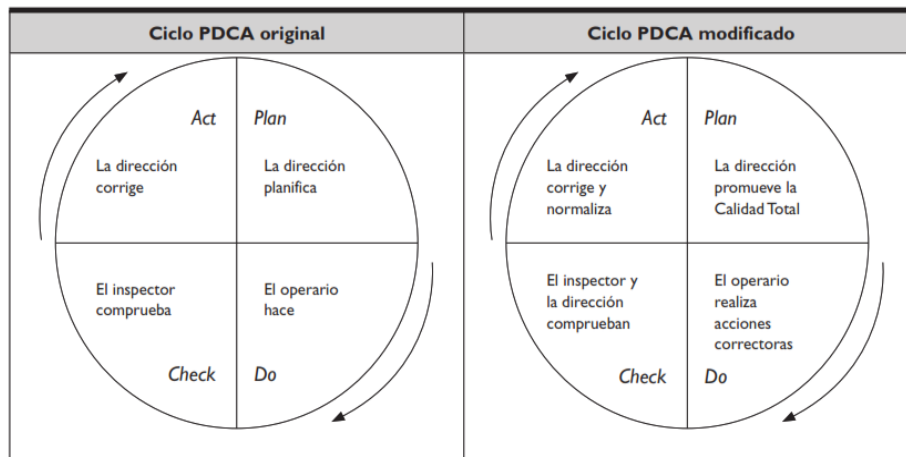 Ciclo PDCA original
Act
Plan
La dirección
corrige
La dirección
planifica
El inspector
comprueba
El operario
hace
Check
Do
Ciclo PDCA modificado
Act
Plan
La dirección
corrige y
normaliza
La dirección
promueve la
Calidad Total
El inspector y
la dirección
comprueban
El operario
realiza
acciones
correctoras
Check
Do